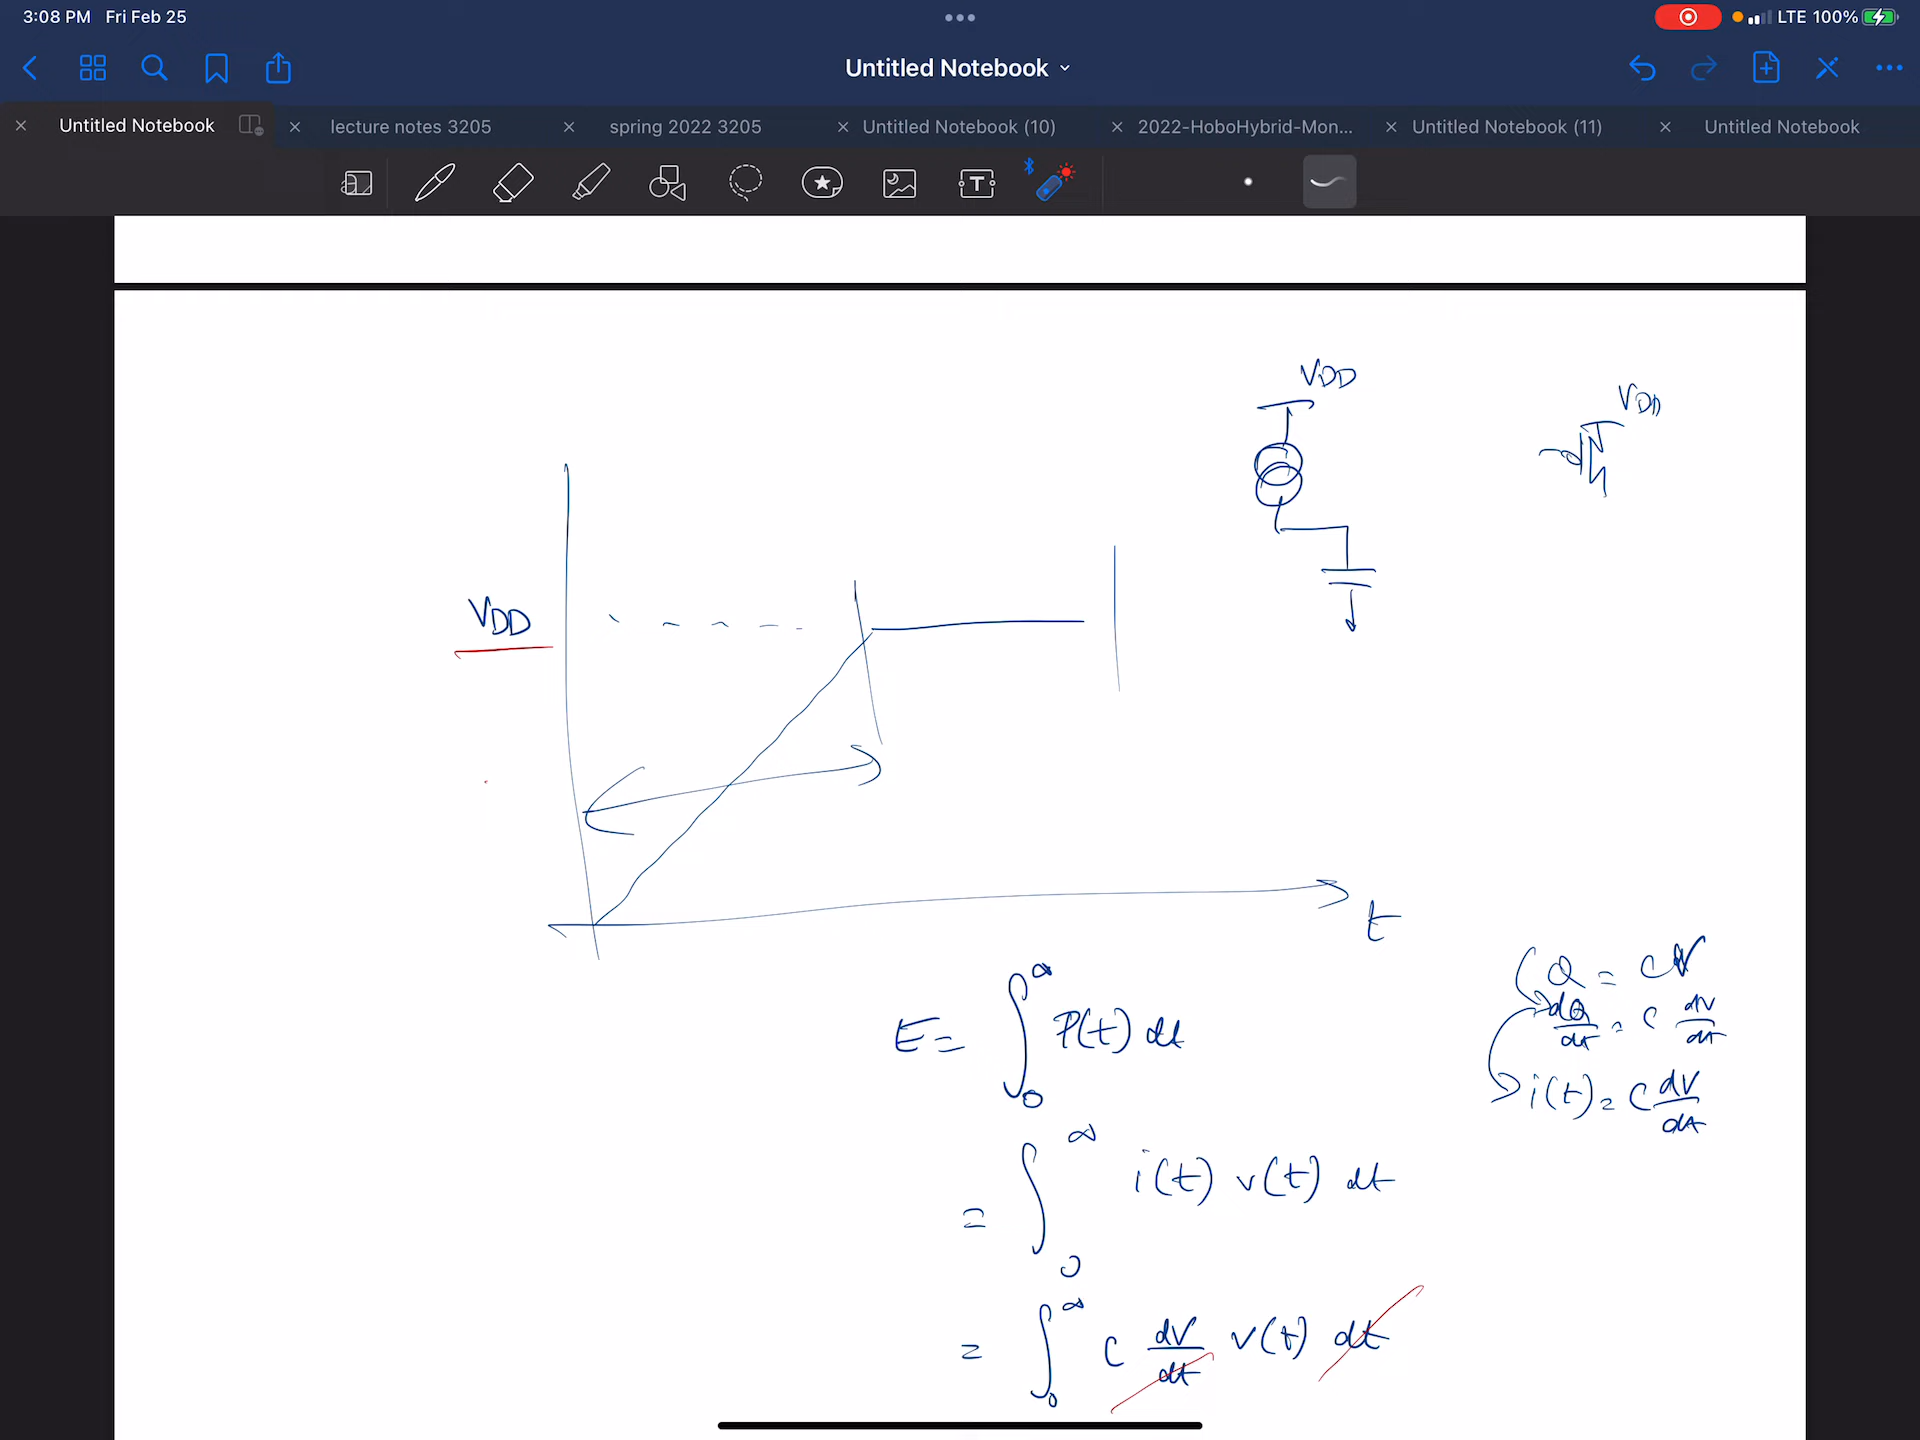 3:08 PM Fri Feb 25
LTE 100%
Untitled Notebook
Untitled Notebook
lecture notes 3205
spring 2022 3205
Untitled Notebook (10)
2022-HoboHybrid-Mon...
Untitled Notebook (11)
Untitled Notebook
VDD
VDD
VDD
t
Q = CV
dQ/dt = C dV/dt
E = ∫₀^∞ P(t) dt
i(t) = C dV/dt
= ∫₀^∞ i(t) v(t) dt
= ∫₀^∞ C dV/dt v(t) dt